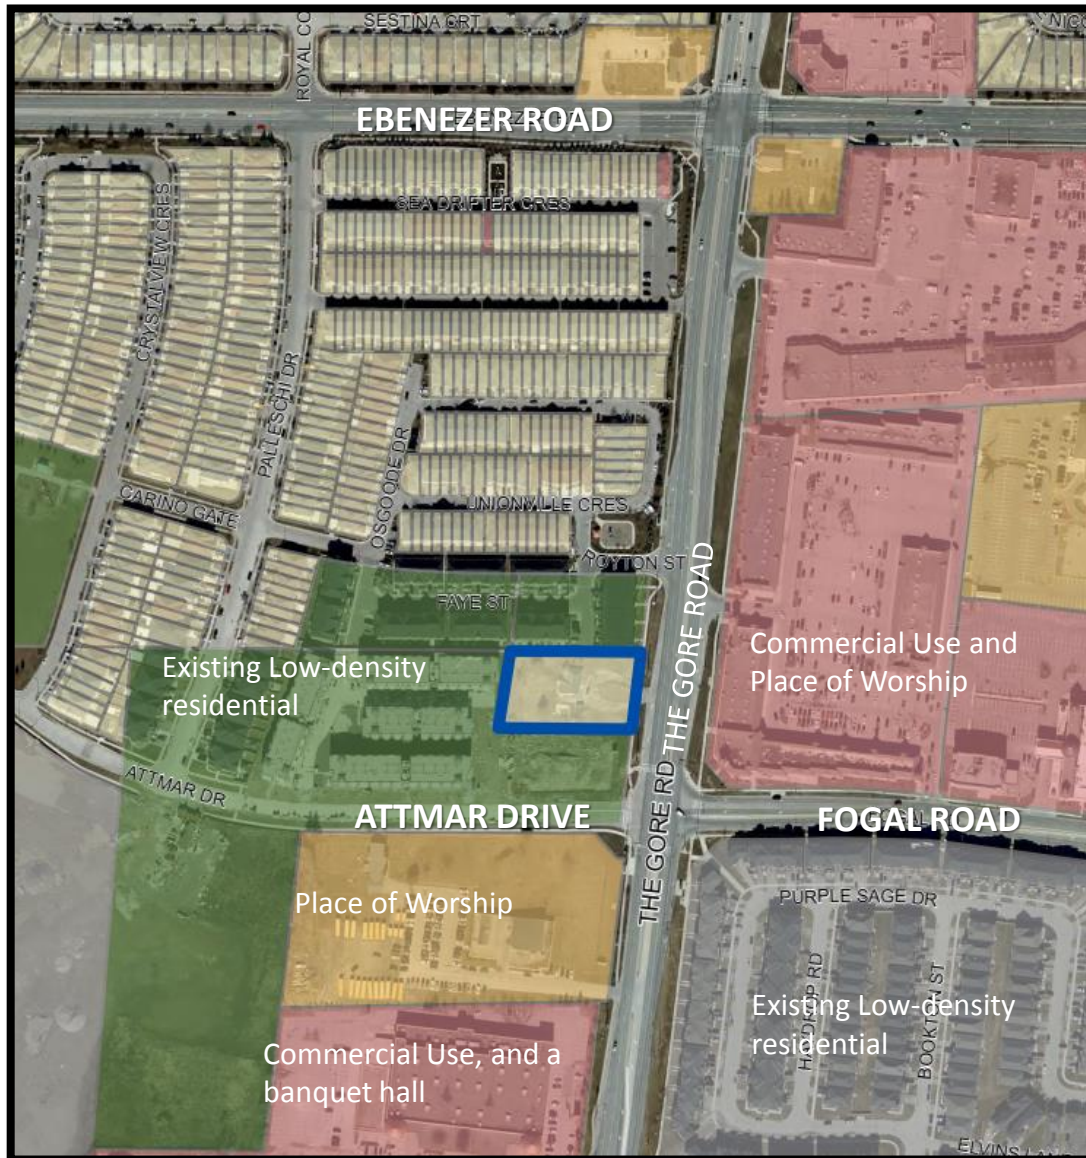 SESTINA CRT
ROYAL CO
NICO
EBENEZER ROAD
SEA DRIFTER CRES
CRYSTALVIEW CRES
PALLESCHI DR
OSGOODE DR
CARINO GATE
UNIONVILLE CRES
ROYTON ST
FAYE ST
THE GORE ROAD
THE GORE RD
Existing Low-density
residential
Commercial Use and
Place of Worship
ATTMAR DR
ATTMAR DRIVE
FOGAL ROAD
Place of Worship
PURPLE SAGE DR
BOOKTON ST
Existing Low-density
residential
Commercial Use, and a
banquet hall